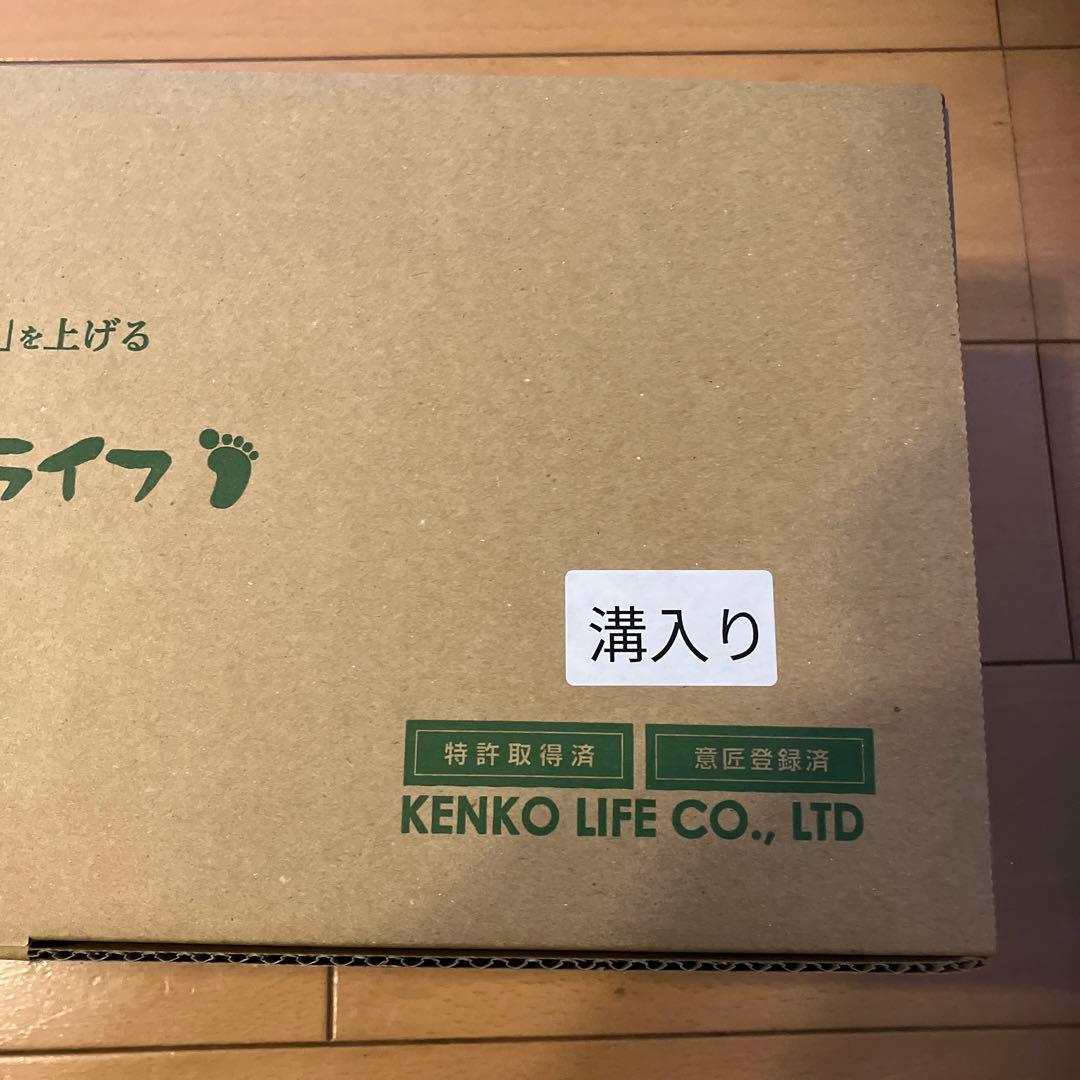 」を上げる
ライフ
溝入り
特許取得済
意匠登録済
KENKO LIFE CO., LTD